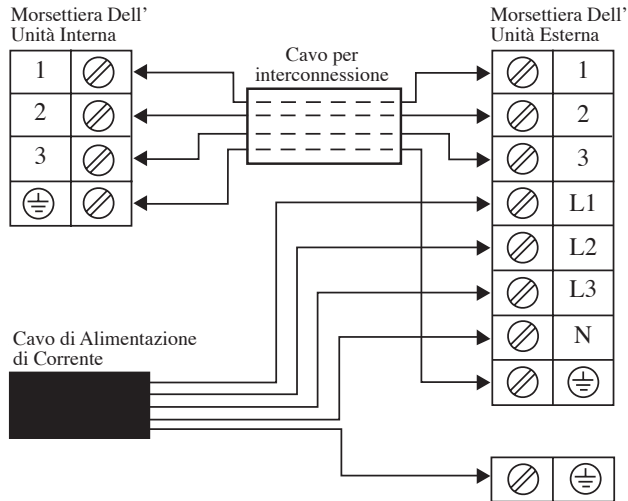 Morsettiera Dell'
Unità Interna
1
2
3
Cavo per
interconnessione
Morsettiera Dell'
Unità Esterna
1
2
3
L1
L2
L3
N
Cavo di Alimentazione
di Corrente